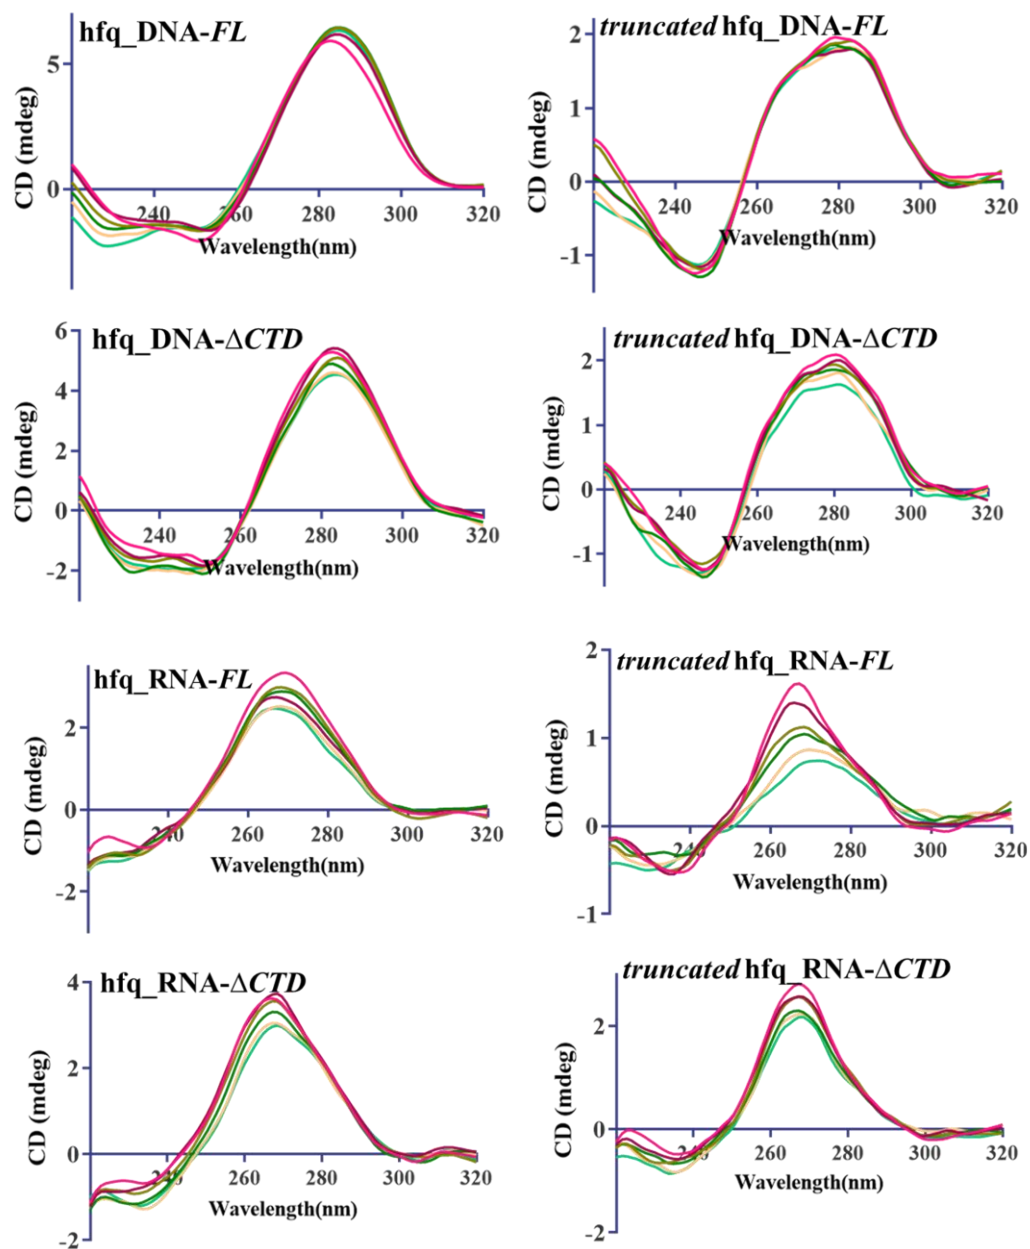 hfq_DNA-FL
CD (mdeg)
5
0
240
260
280
300
320
Wavelength(nm)
truncated hfq_DNA-FL
CD (mdeg)
2
1
0
-1
240
260
280
300
320
Wavelength(nm)
hfq_DNA-ΔCTD
CD (mdeg)
6
4
2
0
-2
240
260
280
300
320
Wavelength(nm)
truncated hfq_DNA-ΔCTD
CD (mdeg)
2
1
0
-1
240
260
280
300
320
Wavelength(nm)
hfq_RNA-FL
CD (mdeg)
2
0
-2
240
260
280
300
320
Wavelength(nm)
truncated hfq_RNA-FL
CD (mdeg)
2
1
0
-1
240
260
280
300
320
Wavelength(nm)
hfq_RNA-ΔCTD
CD (mdeg)
4
2
0
-2
240
260
280
300
320
Wavelength(nm)
truncated hfq_RNA-ΔCTD
CD (mdeg)
2
0
-2
240
260
280
300
320
Wavelength(nm)